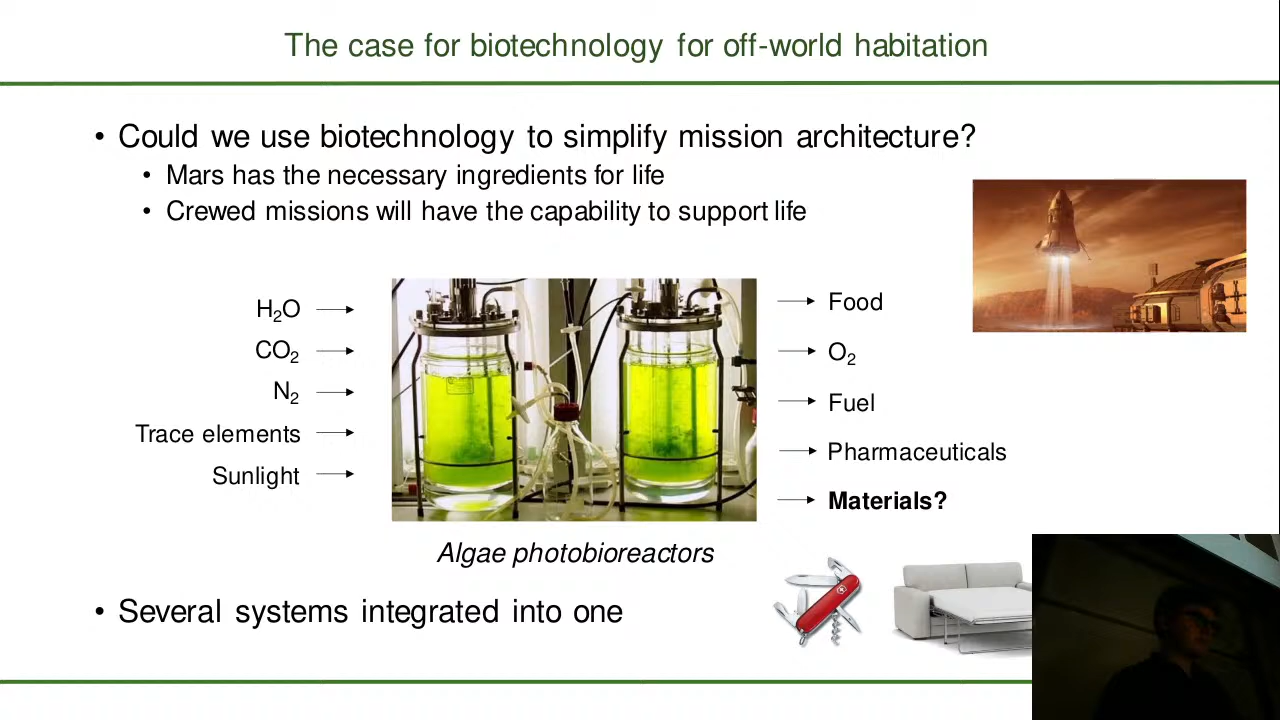 The case for biotechnology for off-world habitation
• Could we use biotechnology to simplify mission architecture?
• Mars has the necessary ingredients for life
• Crewed missions will have the capability to support life
H₂O
CO₂
N₂
Trace elements
Sunlight
Food
O₂
Fuel
Pharmaceuticals
Materials?
Algae photobioreactors
• Several systems integrated into one